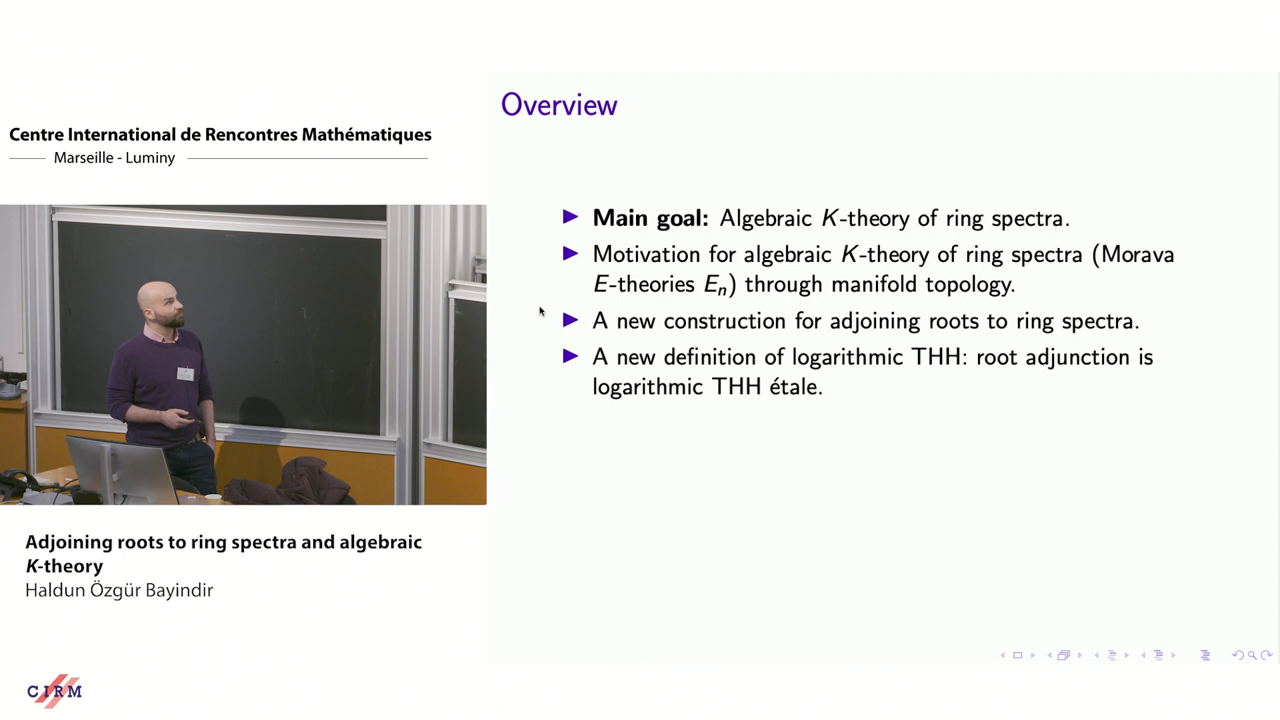 Centre International de Rencontres Mathématiques
Marseille - Luminy
Adjoining roots to ring spectra and algebraic
K-theory
Haldun Özgür Bayindir
CIRM
Overview
Main goal: Algebraic K-theory of ring spectra.
Motivation for algebraic K-theory of ring spectra (Morava
E-theories Eₙ) through manifold topology.
A new construction for adjoining roots to ring spectra.
A new definition of logarithmic THH: root adjunction is
logarithmic THH étale.